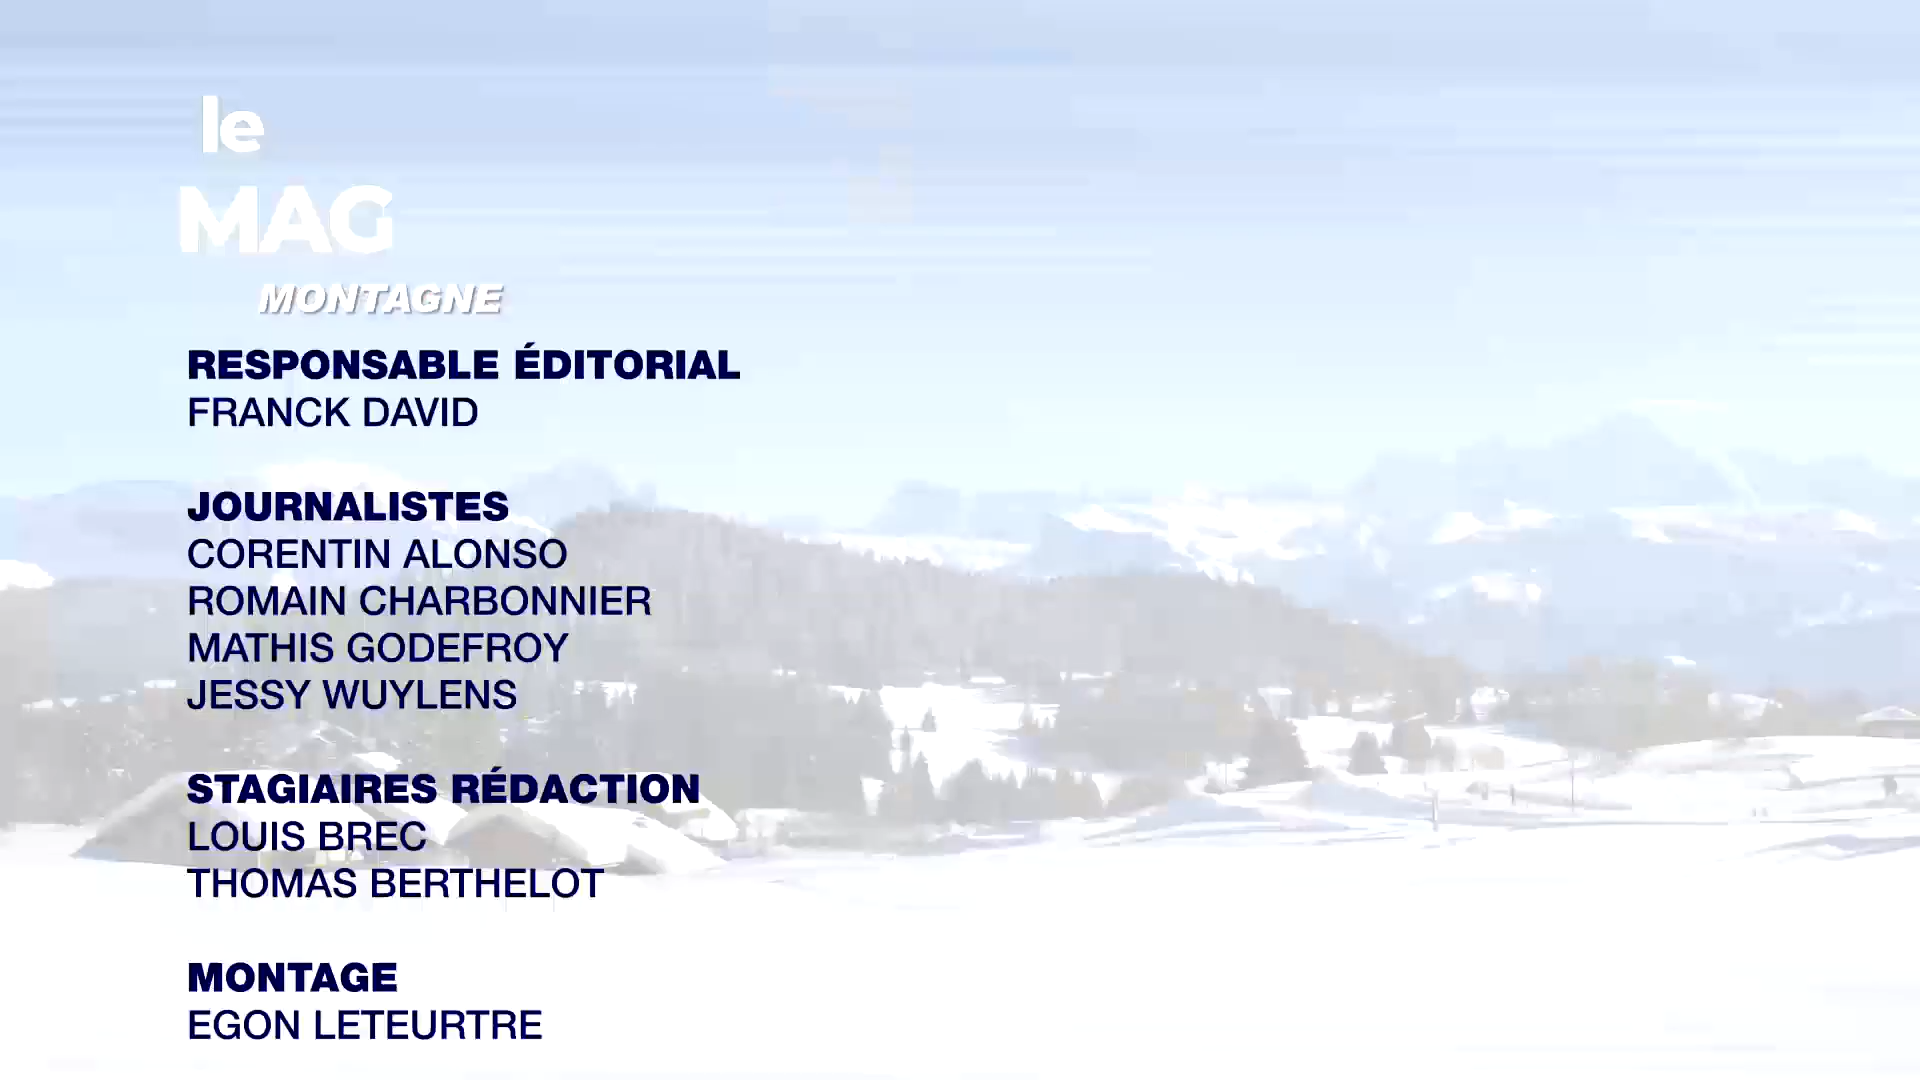 le
MAG
MONTAGNE
RESPONSABLE ÉDITORIAL
FRANCK DAVID
JOURNALISTES
CORENTIN ALONSO
ROMAIN CHARBONNIER
MATHIS GODEFROY
JESSY WUYLENS
STAGIAIRES RÉDACTION
LOUIS BREC
THOMAS BERTHELOT
MONTAGE
EGON LETEURTRE